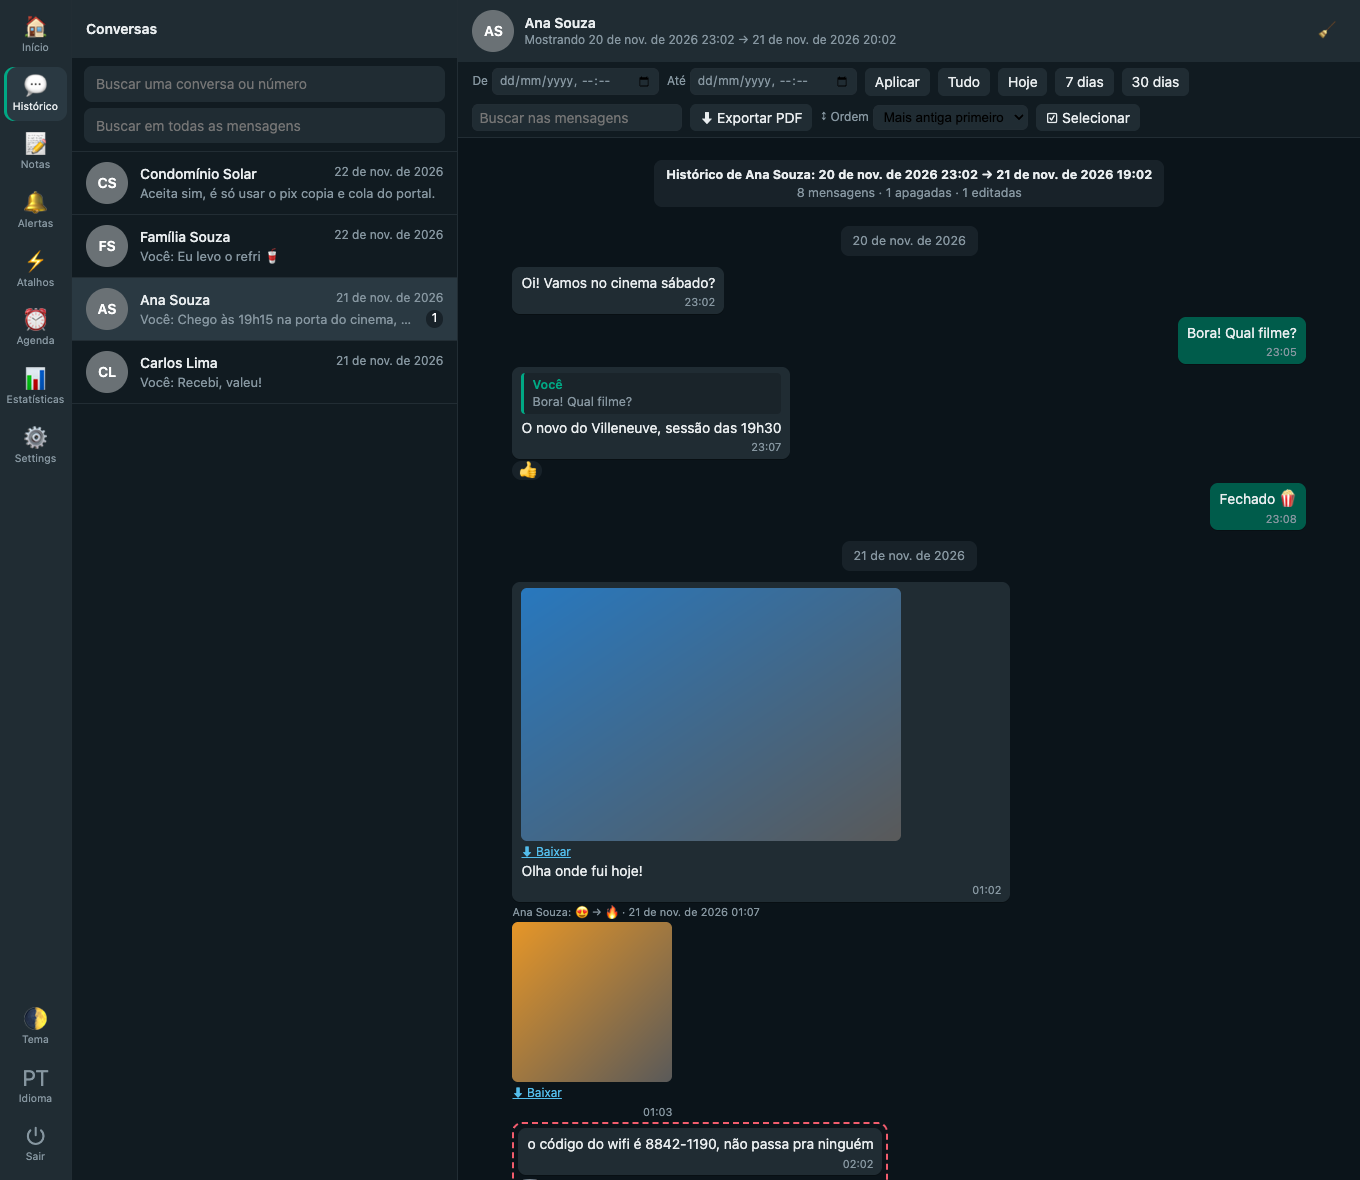 Início
Histórico
Notas
Alertas
Atalhos
Agenda
Estatísticas
Settings
Tema
PT
Idioma
Sair
Conversas
Buscar uma conversa ou número
Buscar em todas as mensagens
CS
Condomínio Solar
22 de nov. de 2026
Aceita sim, é só usar o pix copia e cola do portal.
FS
Família Souza
22 de nov. de 2026
Você: Eu levo o refri 🥤
AS
Ana Souza
21 de nov. de 2026
Você: Chego às 19h15 na porta do cinema, ...
1
CL
Carlos Lima
21 de nov. de 2026
Você: Recebi, valeu!
AS
Ana Souza
Mostrando 20 de nov. de 2026 23:02 → 21 de nov. de 2026 20:02
De dd/mm/yyyy, --:-- Até dd/mm/yyyy, --:-- Aplicar Tudo Hoje 7 dias 30 dias
Buscar nas mensagens ⬇ Exportar PDF ↕ Ordem Mais antiga primeiro ☑ Selecionar
Histórico de Ana Souza: 20 de nov. de 2026 23:02 → 21 de nov. de 2026 19:02
8 mensagens · 1 apagadas · 1 editadas
20 de nov. de 2026
Oi! Vamos no cinema sábado?
23:02
Bora! Qual filme?
23:05
Você
Bora! Qual filme?
O novo do Villeneuve, sessão das 19h30
23:07
👍
Fechado 🍿
23:08
21 de nov. de 2026
⬇ Baixar
Olha onde fui hoje!
01:02
Ana Souza: 😍 → 🔥 · 21 de nov. de 2026 01:07
⬇ Baixar
01:03
o código do wifi é 8842-1190, não passa pra ninguém
02:02